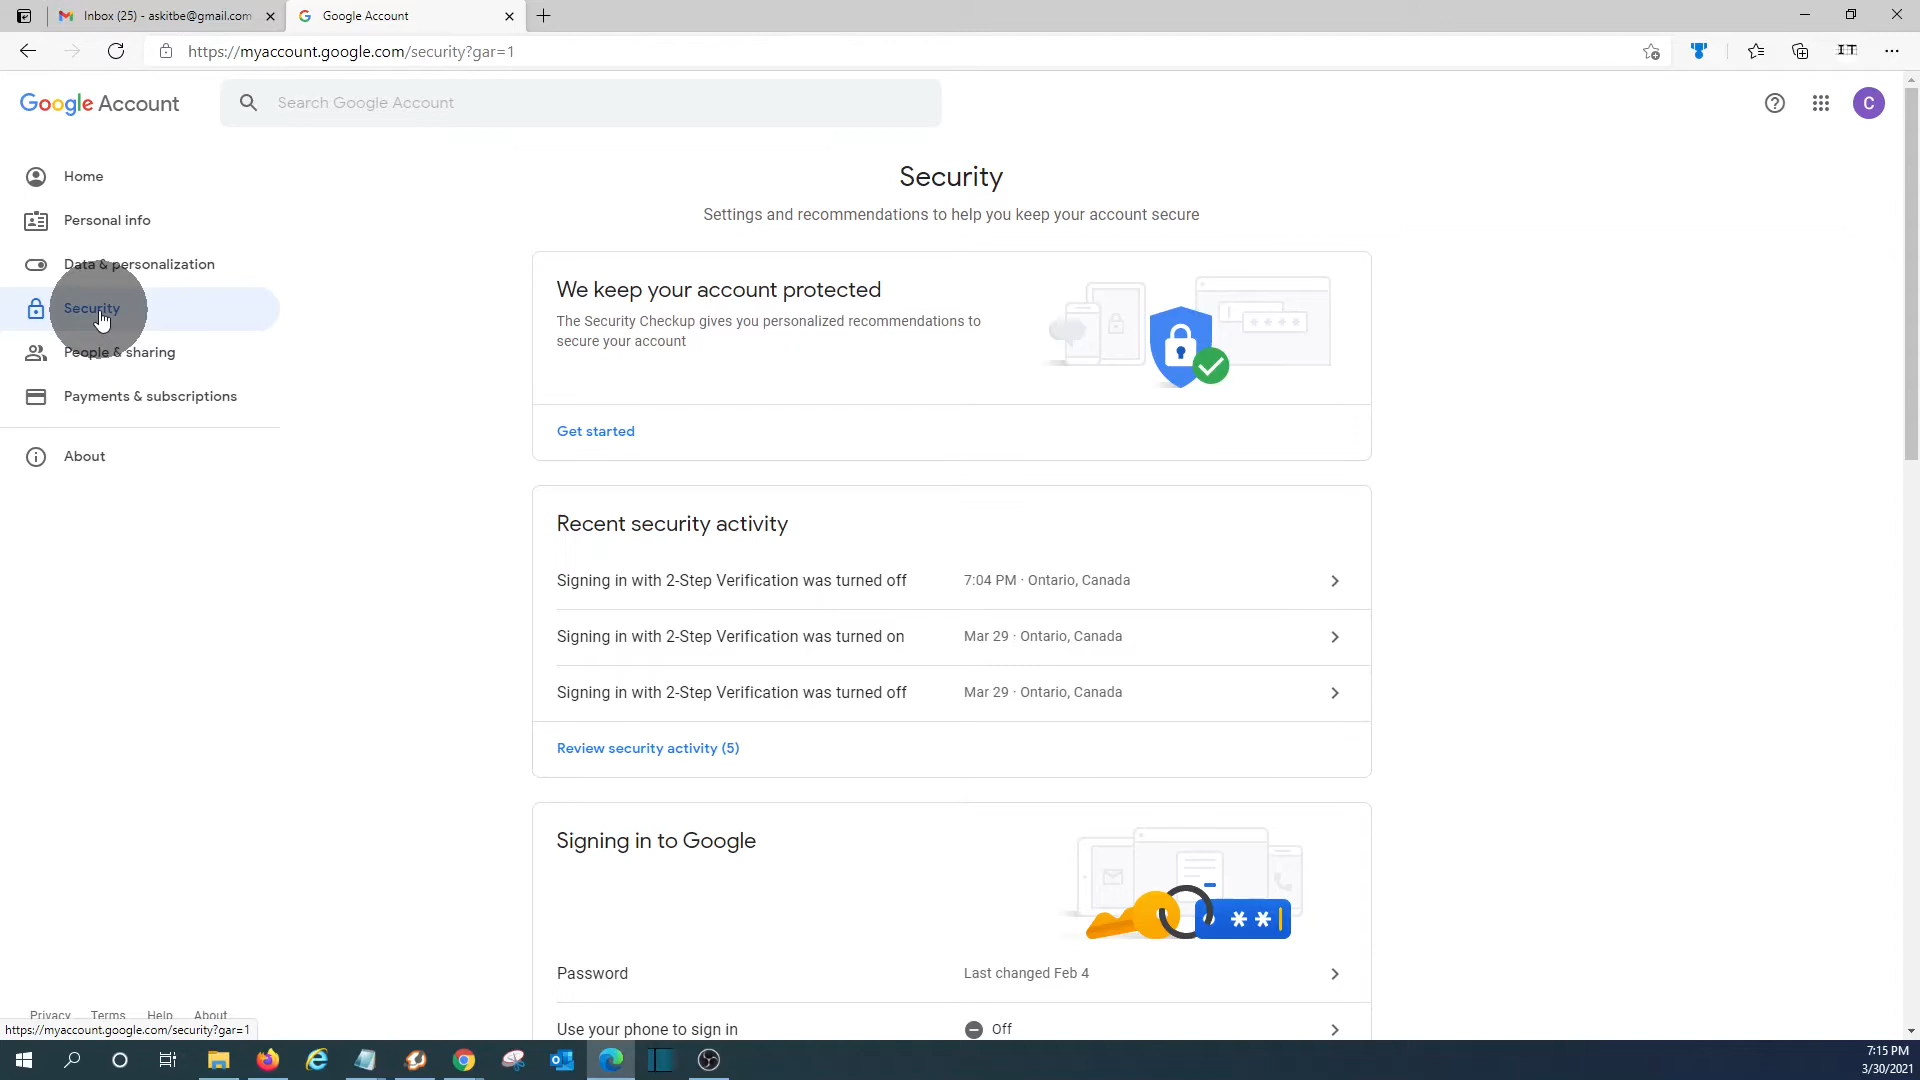 Inbox (25) - askitbe@gmail.com
Google Account
https://myaccount.google.com/security?gar=1
Google Account
Search Google Account
C
Home
Personal info
Data & personalization
Security
People & sharing
Payments & subscriptions
About
Security
Settings and recommendations to help you keep your account secure
We keep your account protected
The Security Checkup gives you personalized recommendations to
secure your account
Get started
Recent security activity
Signing in with 2-Step Verification was turned off 7:04 PM · Ontario, Canada
Signing in with 2-Step Verification was turned on Mar 29 · Ontario, Canada
Signing in with 2-Step Verification was turned off Mar 29 · Ontario, Canada
Review security activity (5)
Signing in to Google
Password Last changed Feb 4
Use your phone to sign in Off
Privacy Terms Help About
https://myaccount.google.com/security?gar=1
7:15 PM
3/30/2021